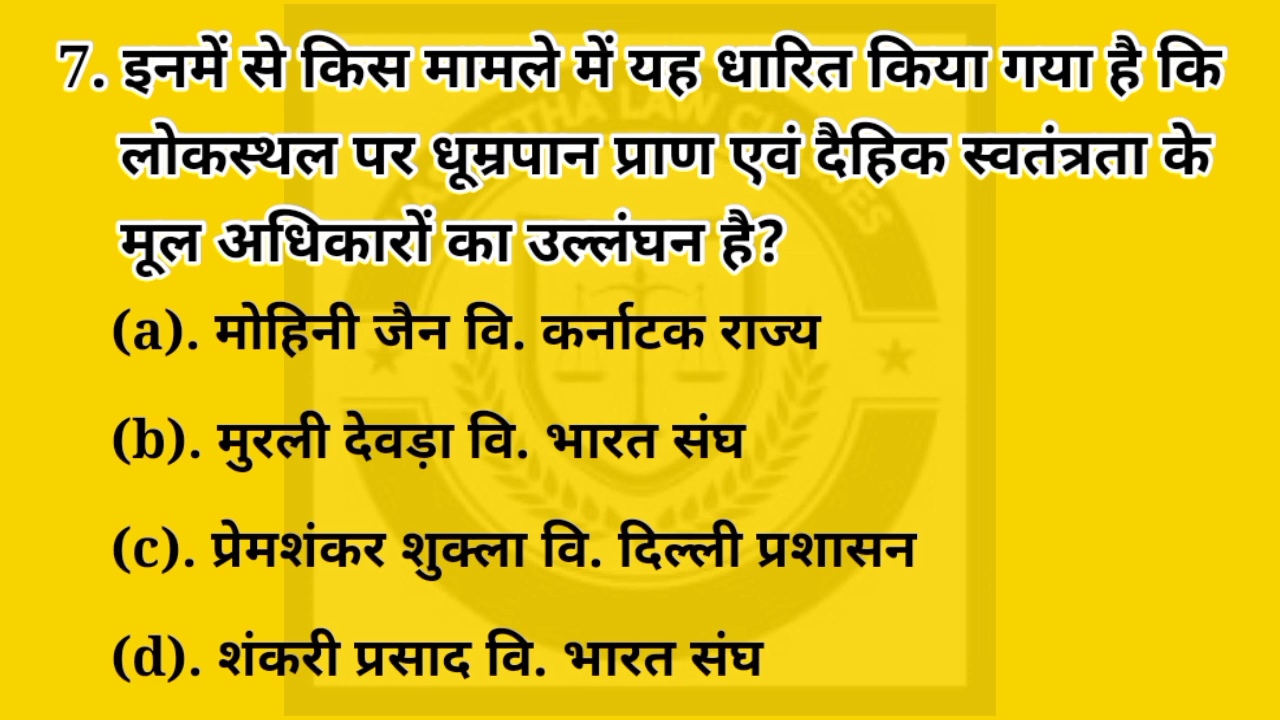 7. इनमें से किस मामले में यह धारित किया गया है कि
लोकस्थल पर धूम्रपान प्राण एवं दैहिक स्वतंत्रता के
मूल अधिकारों का उल्लंघन है?
(a). मोहिनी जैन वि. कर्नाटक राज्य
(b). मुरली देवड़ा वि. भारत संघ
(c). प्रेमशंकर शुक्ला वि. दिल्ली प्रशासन
(d). शंकरी प्रसाद वि. भारत संघ